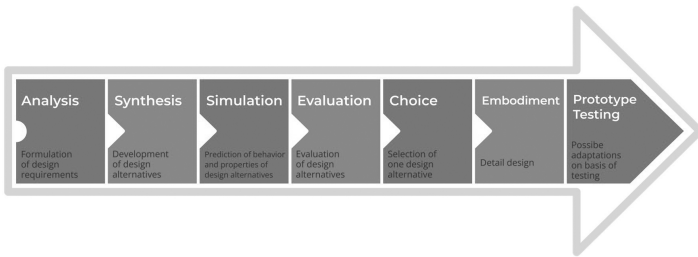 Analysis
Formulation
of design
requirements
Synthesis
Development
of design
alternatives
Simulation
Prediction of behavior
and properties of
design alternatives
Evaluation
Evaluation
of design
alternatives
Choice
Selection of
one design
alternative
Embodiment
Detail design
Prototype
Testing
Possibe
adaptations
on basis of
testing